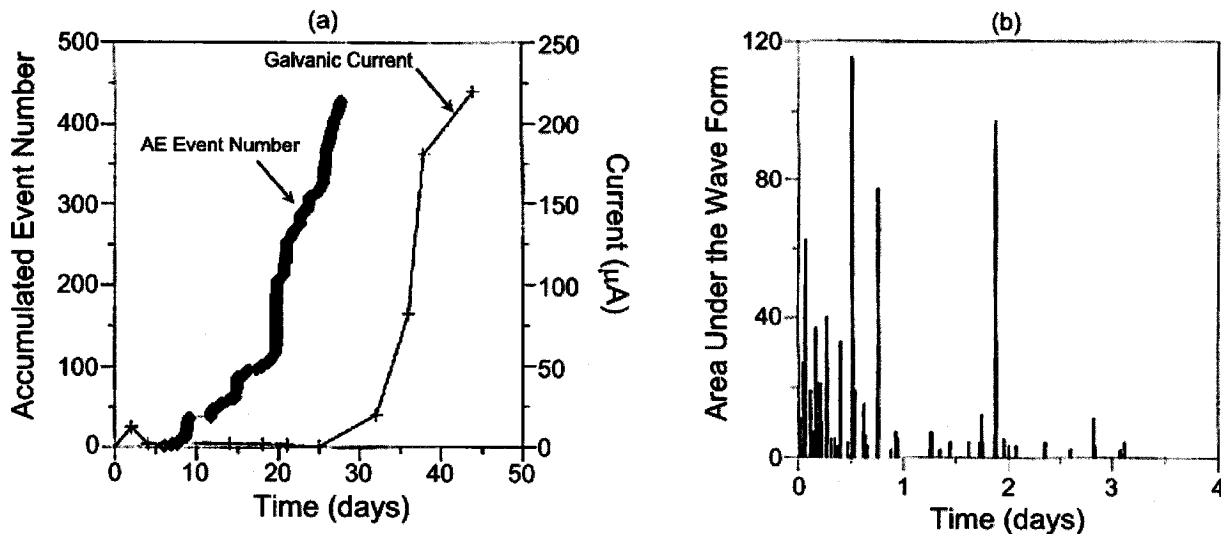 (a)
Accumulated Event Number
500
400
300
200
100
0
Galvanic Current
AE Event Number
250
200
150
100
50
0
Current (μA)
0 10 20 30 40 50
Time (days)
(b)
Area Under the Wave Form
120
80
40
0
0 1 2 3 4
Time (days)